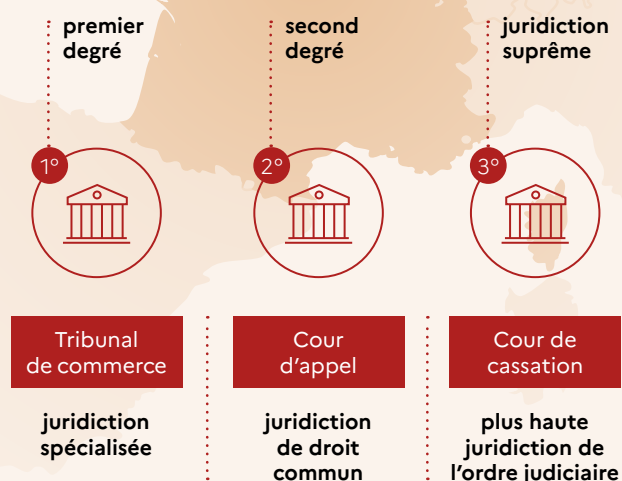 premier
degré
second
degré
juridiction
suprême
1°
2°
3°
Tribunal
de commerce
Cour
d'appel
Cour de
cassation
juridiction
spécialisée
juridiction
de droit
commun
plus haute
juridiction de
l'ordre judiciaire